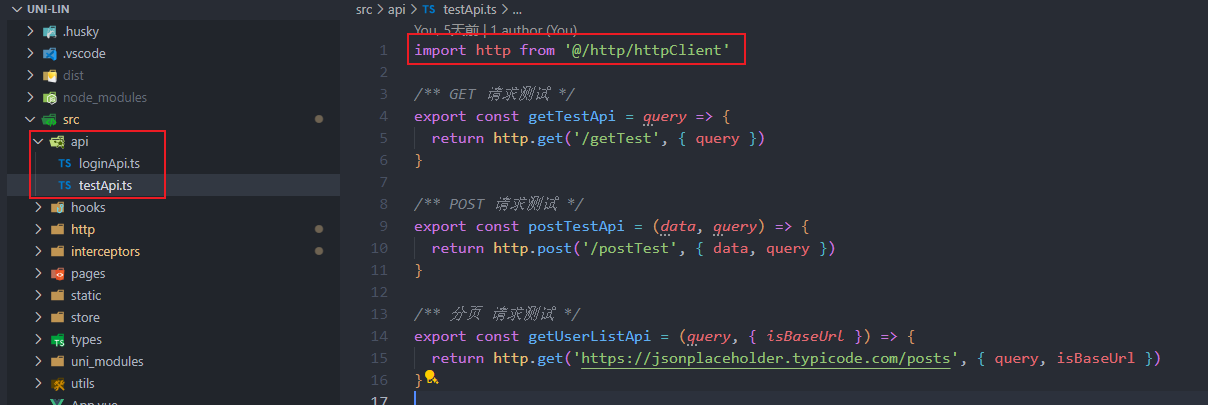 UNI-LIN
.husky
.vscode
dist
node_modules
src
api
TS loginApi.ts
TS testApi.ts
hooks
http
interceptors
pages
static
store
types
uni_modules
utils
App.vue
src > api > TS testApi.ts > ...
You, 5天前 | 1 author (You)
1 import http from '@/http/httpClient'
2
3 /** GET 请求测试 */
4 export const getTestApi = query => {
5 return http.get('/getTest', { query })
6 }
7
8 /** POST 请求测试 */
9 export const postTestApi = (data, query) => {
10 return http.post('/postTest', { data, query })
11 }
12
13 /** 分页 请求测试 */
14 export const getUserListApi = (query, { isBaseUrl }) => {
15 return http.get('https://jsonplaceholder.typicode.com/posts', { query, isBaseUrl })
16 }
17